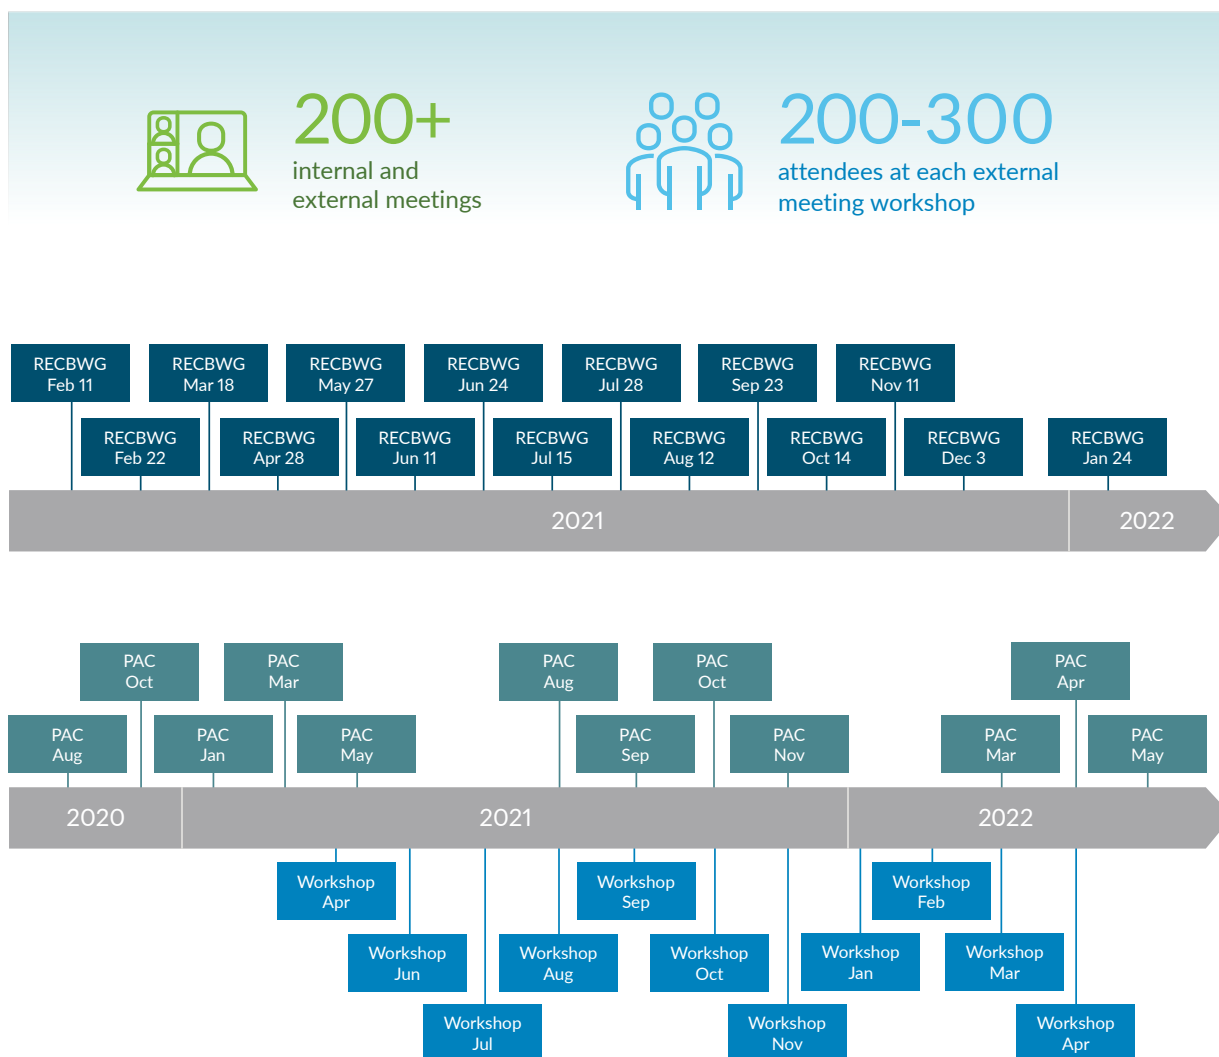 200+
internal and
external meetings
200-300
attendees at each external
meeting workshop
RECBWG
Feb 11
RECBWG
Mar 18
RECBWG
May 27
RECBWG
Jun 24
RECBWG
Jul 28
RECBWG
Sep 23
RECBWG
Nov 11
RECBWG
Feb 22
RECBWG
Apr 28
RECBWG
Jun 11
RECBWG
Jul 15
RECBWG
Aug 12
RECBWG
Oct 14
RECBWG
Dec 3
RECBWG
Jan 24
2021
2022
PAC
Oct
PAC
Mar
PAC
Aug
PAC
Oct
PAC
Apr
PAC
Aug
PAC
Jan
PAC
May
PAC
Sep
PAC
Nov
PAC
Mar
PAC
May
2020
2021
2022
Workshop
Apr
Workshop
Sep
Workshop
Feb
Workshop
Jun
Workshop
Aug
Workshop
Oct
Workshop
Jan
Workshop
Mar
Workshop
Jul
Workshop
Nov
Workshop
Apr